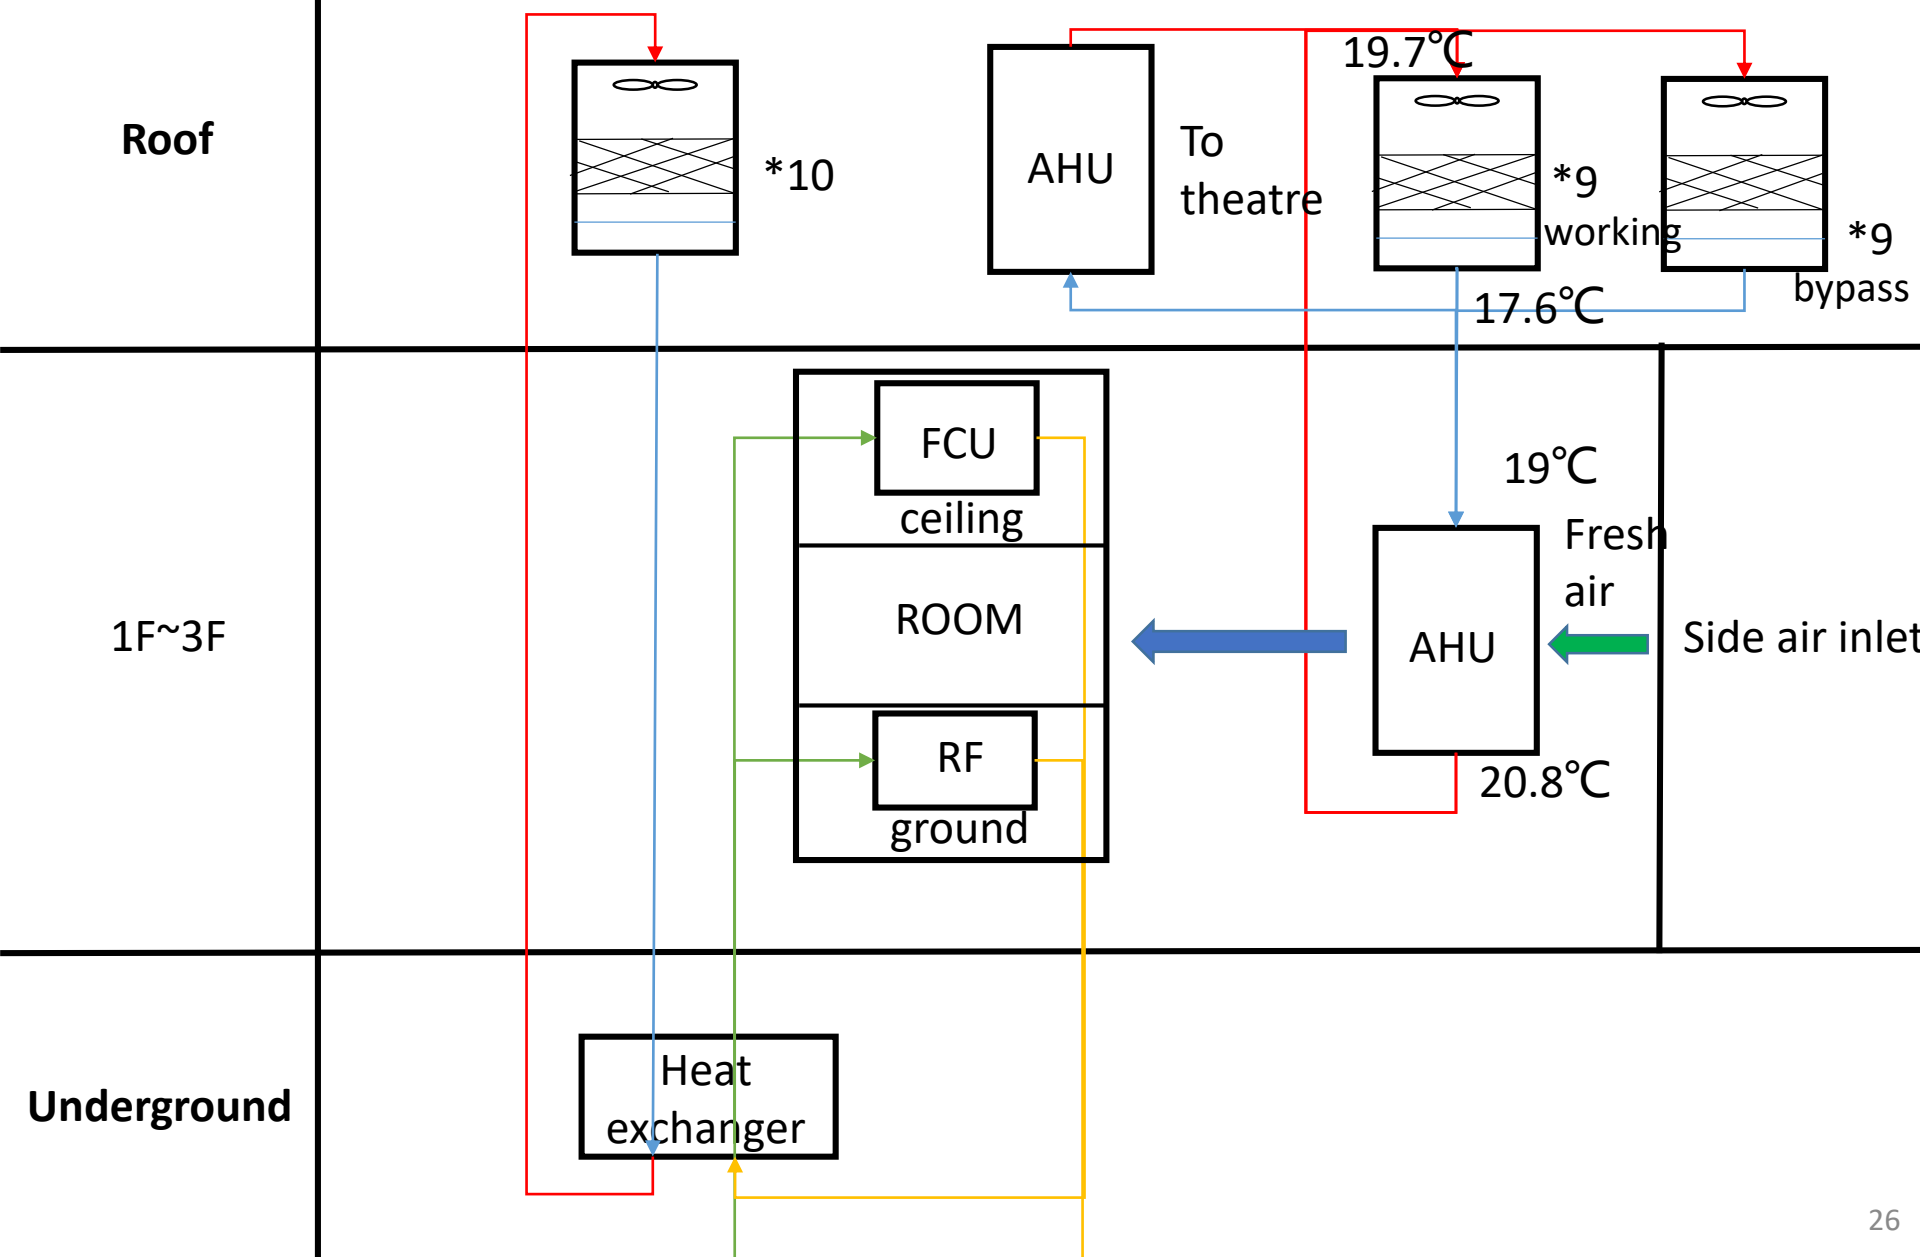 Roof
*10
AHU
To
theatre
19.7℃
*9
working
*9
bypass
17.6℃
1F~3F
FCU
ceiling
ROOM
RF
ground
19℃
Fresh
air
AHU
Side air inlet
20.8℃
Underground
Heat
exchanger
26